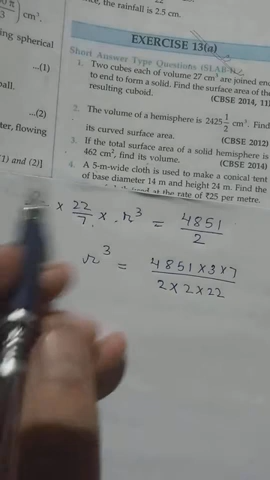 cm³. ce, the rainfall is 2.5 cm.
ing spherical
...(1)
ball.
...(2)
ter, flowing
(1) and (2)]
EXERCISE 13(a)
Short Answer Type Questions
1. Two cubes each of volume 27 cm³ are joined end
to end to form a solid. Find the surface area of the
resulting cuboid. (CBSE 2014, 11)
2. The volume of a hemisphere is 2425 1/2 cm³. Find
its curved surface area. (CBSE 2012)
3. If the total surface area of a solid hemisphere is
462 cm², find its volume. (CBSE 2014)
4. A 5-m-wide cloth is used to make a conical tent
of base diameter 14 m and height 24 m. Find the
at the rate of ₹25 per metre.
× 22/7 × r³ = 4851/2
r³ = 4851×3×7 / 2×2×22